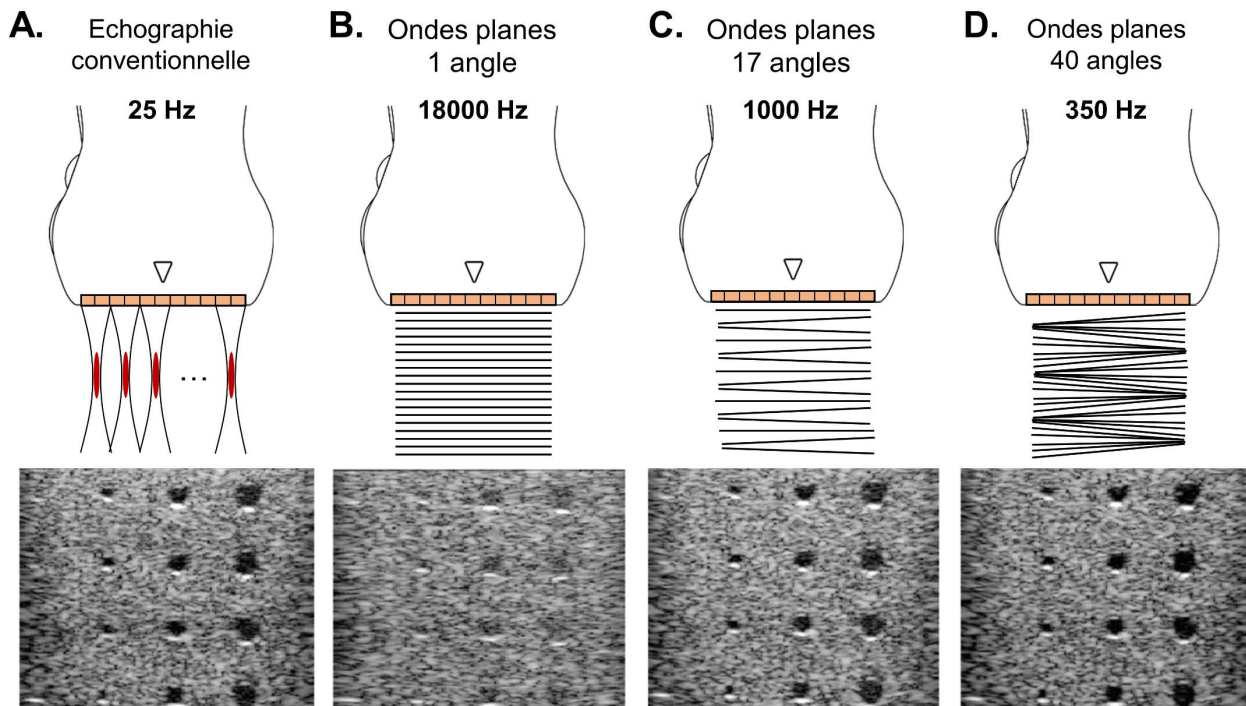 A.
Echographie
conventionnelle
25 Hz
...
B.
Ondes planes
1 angle
18000 Hz
C.
Ondes planes
17 angles
1000 Hz
D.
Ondes planes
40 angles
350 Hz